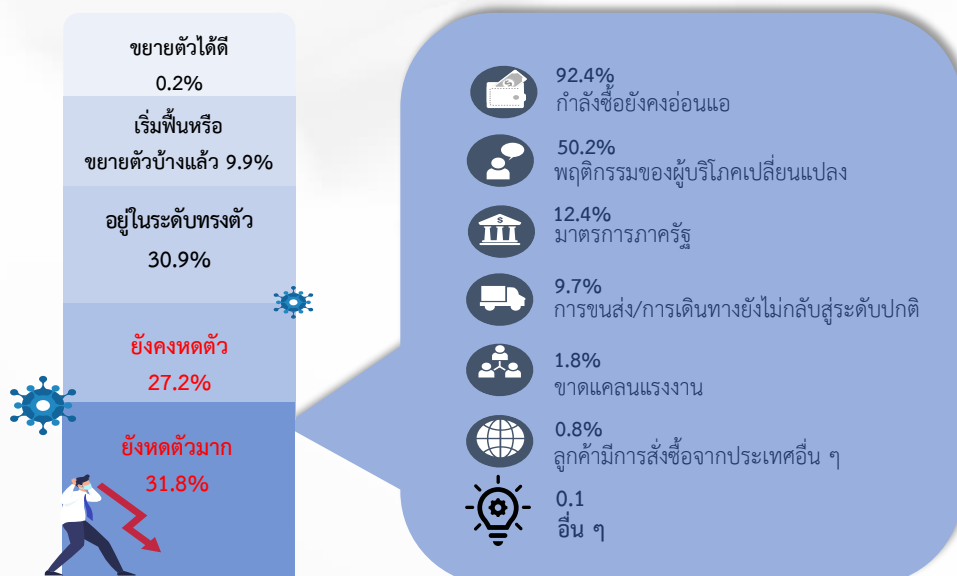 ขยายตัวได้ดี
0.2%
เริ่มฟื้นหรือ
ขยายตัวบ้างแล้ว 9.9%
อยู่ในระดับทรงตัว
30.9%
ยังคงหดตัว
27.2%
ยังหดตัวมาก
31.8%
92.4%
กำลังซื้อยังคงอ่อนแอ
50.2%
พฤติกรรมของผู้บริโภคเปลี่ยนแปลง
12.4%
มาตรการภาครัฐ
9.7%
การขนส่ง/การเดินทางยังไม่กลับสู่ระดับปกติ
1.8%
ขาดแคลนแรงงาน
0.8%
ลูกค้ามีการสั่งซื้อจากประเทศอื่น ๆ
0.1
อื่น ๆ